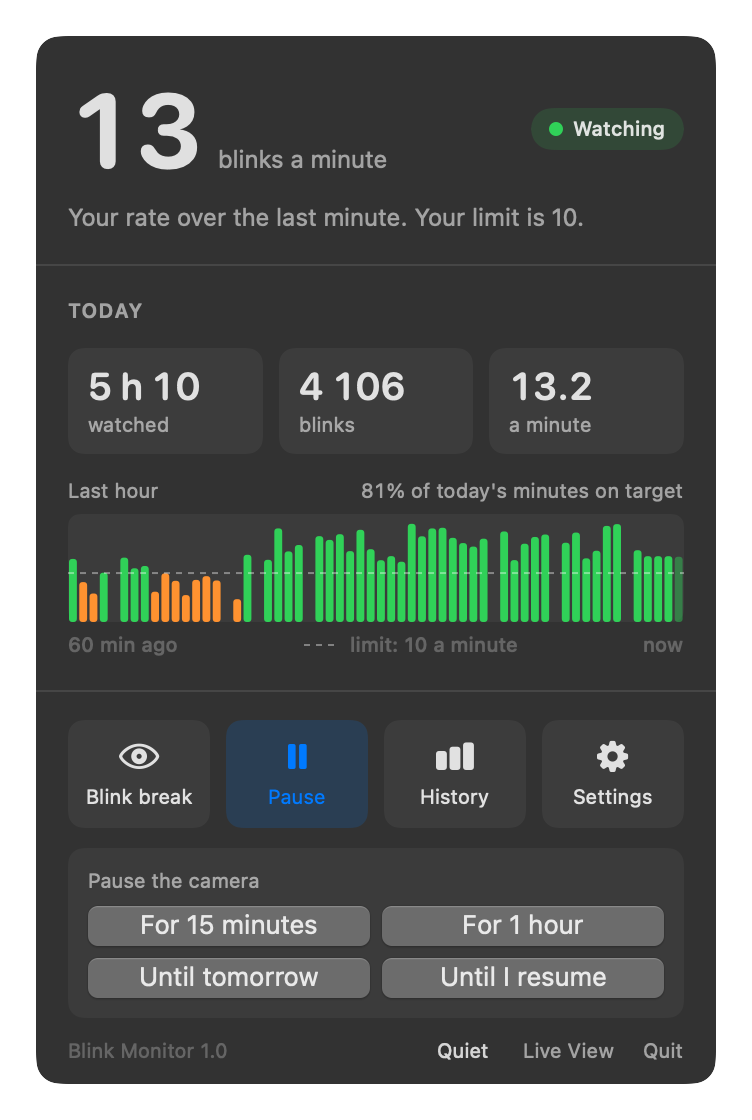 13 blinks a minute
Watching
Your rate over the last minute. Your limit is 10.
TODAY
5 h 10
watched
4 106
blinks
13.2
a minute
Last hour
81% of today's minutes on target
60 min ago
--- limit: 10 a minute
now
Blink break
Pause
History
Settings
Pause the camera
For 15 minutes
For 1 hour
Until tomorrow
Until I resume
Blink Monitor 1.0
Quiet
Live View
Quit